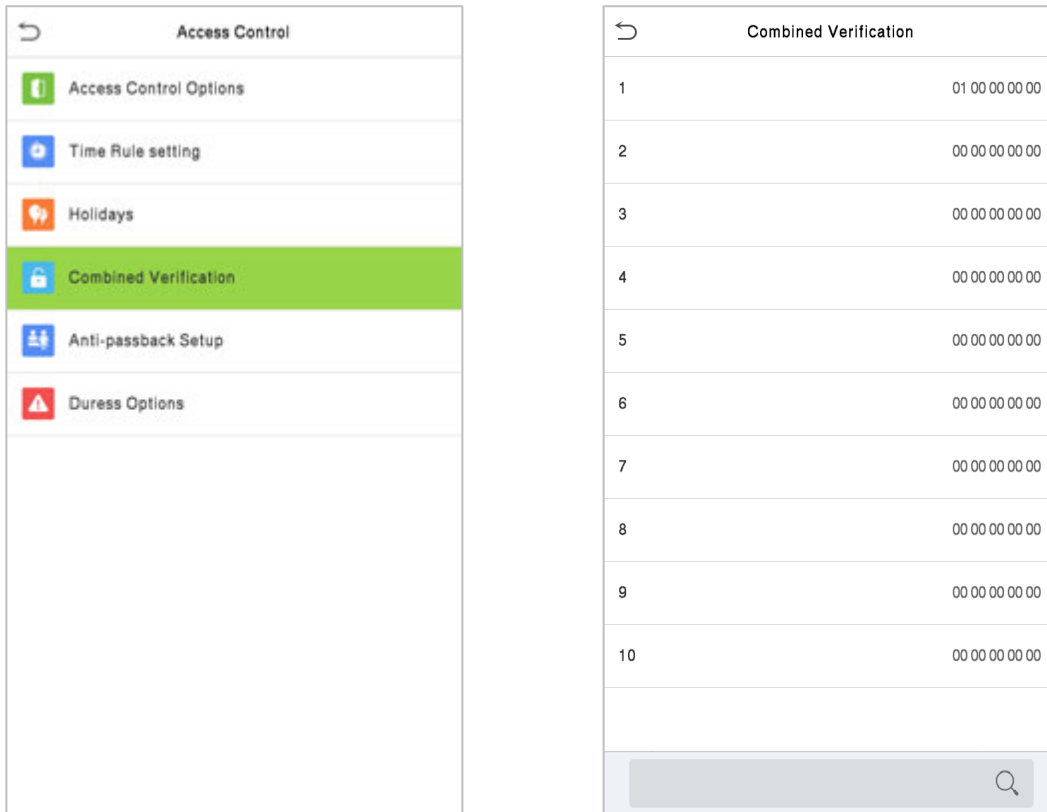 Access Control
Access Control Options
Time Rule setting
Holidays
Combined Verification
Anti-passback Setup
Duress Options
Combined Verification
1 01 00 00 00 00
2 00 00 00 00 00
3 00 00 00 00 00
4 00 00 00 00 00
5 00 00 00 00 00
6 00 00 00 00 00
7 00 00 00 00 00
8 00 00 00 00 00
9 00 00 00 00 00
10 00 00 00 00 00